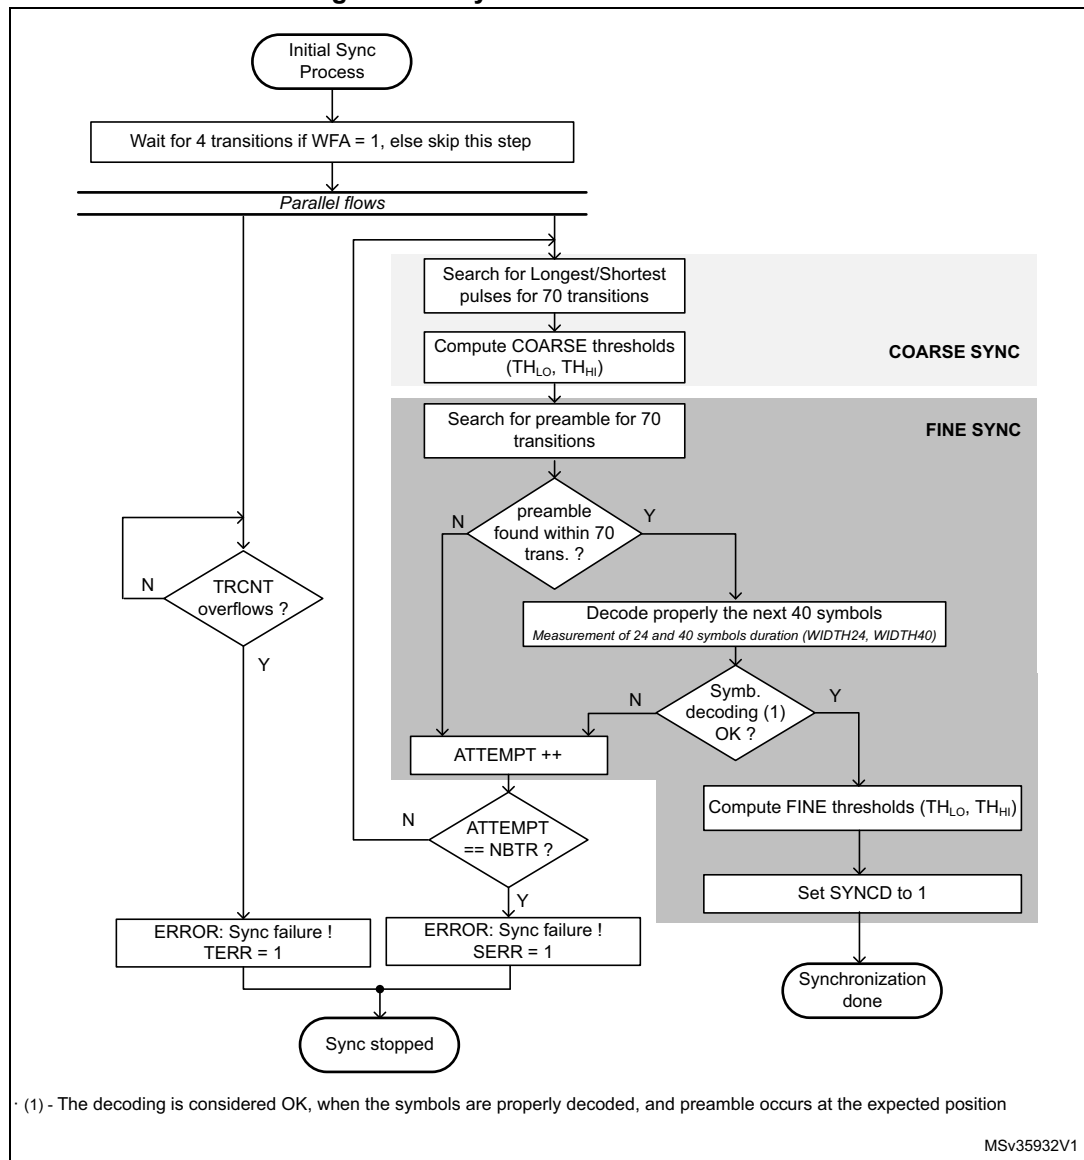 Initial Sync
Process
Wait for 4 transitions if WFA = 1, else skip this step
Parallel flows
Search for Longest/Shortest
pulses for 70 transitions
Compute COARSE thresholds
(TH_LO, TH_HI)
COARSE SYNC
Search for preamble for 70
transitions
FINE SYNC
preamble
found within 70
trans. ?
N
Y
TRCNT
overflows ?
N
Y
Decode properly the next 40 symbols
Measurement of 24 and 40 symbols duration (WIDTH24, WIDTH40)
Symb.
decoding (1)
OK ?
N
Y
ATTEMPT ++
Compute FINE thresholds (TH_LO, TH_HI)
ATTEMPT
== NBTR ?
N
Y
Set SYNCD to 1
ERROR: Sync failure !
TERR = 1
ERROR: Sync failure !
SERR = 1
Synchronization
done
Sync stopped
(1) - The decoding is considered OK, when the symbols are properly decoded, and preamble occurs at the expected position
MSv35932V1